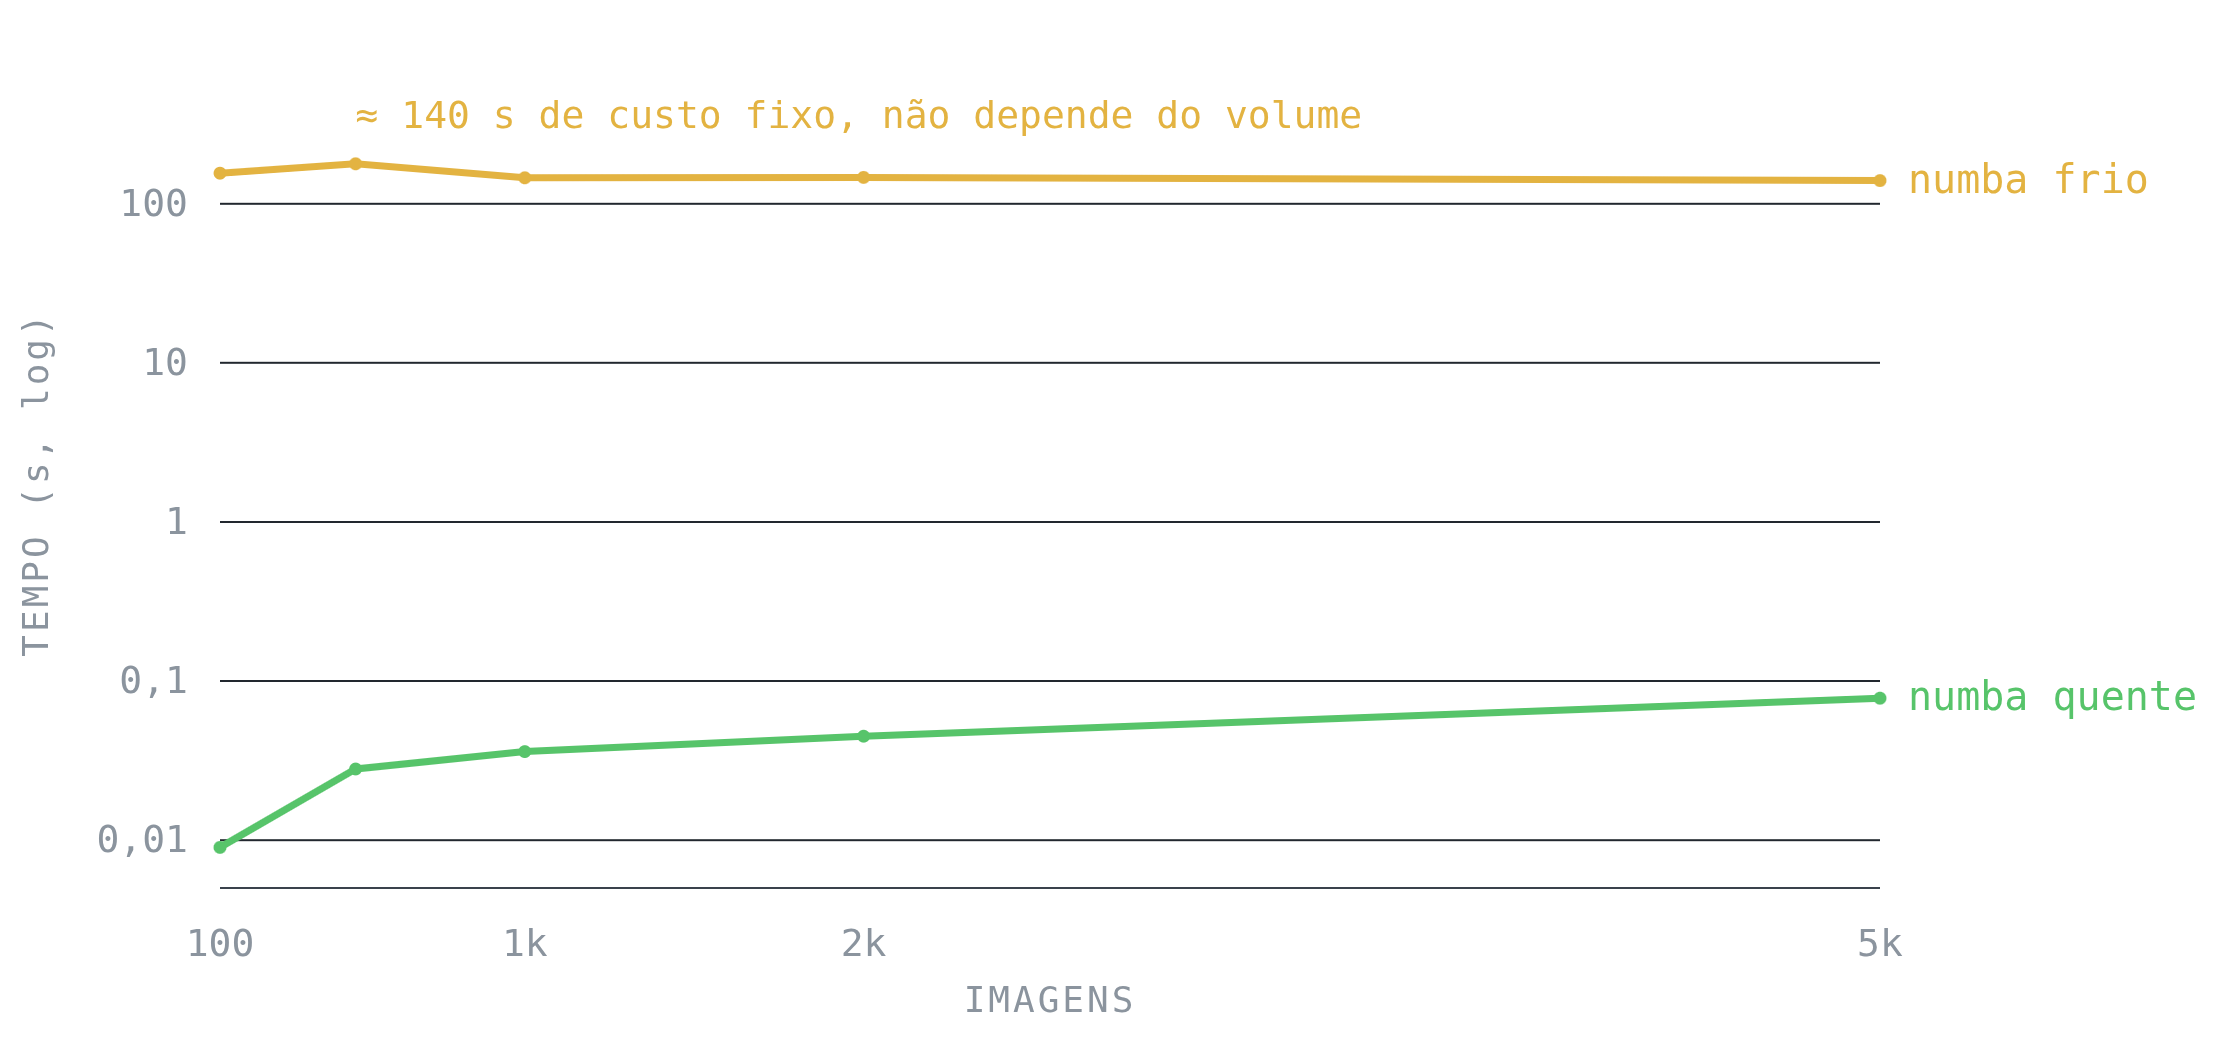 ≈ 140 s de custo fixo, não depende do volume
numba frio
100
10
1
0,1
0,01
TEMPO (s, log)
numba quente
100
1k
2k
5k
IMAGENS